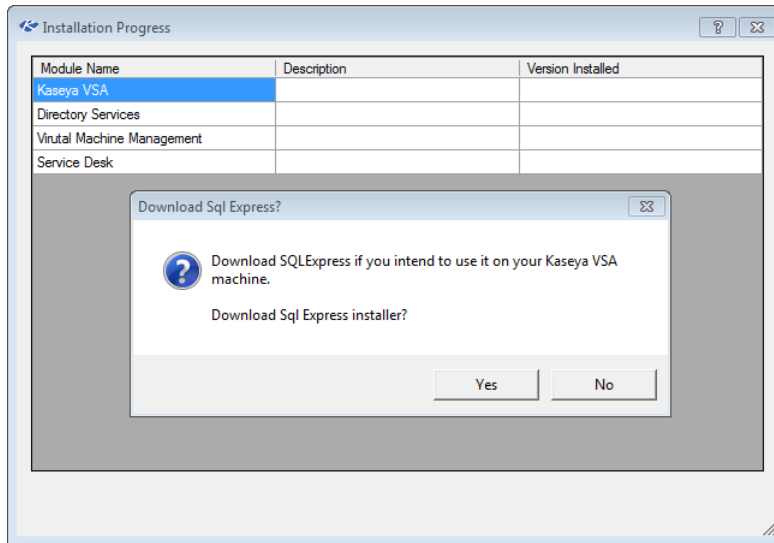 Installation Progress
Module Name Description Version Installed
Kaseya VSA
Directory Services
Virutal Machine Management
Service Desk
Download Sql Express?
Download SQLExpress if you intend to use it on your Kaseya VSA
machine.
Download Sql Express installer?
Yes No